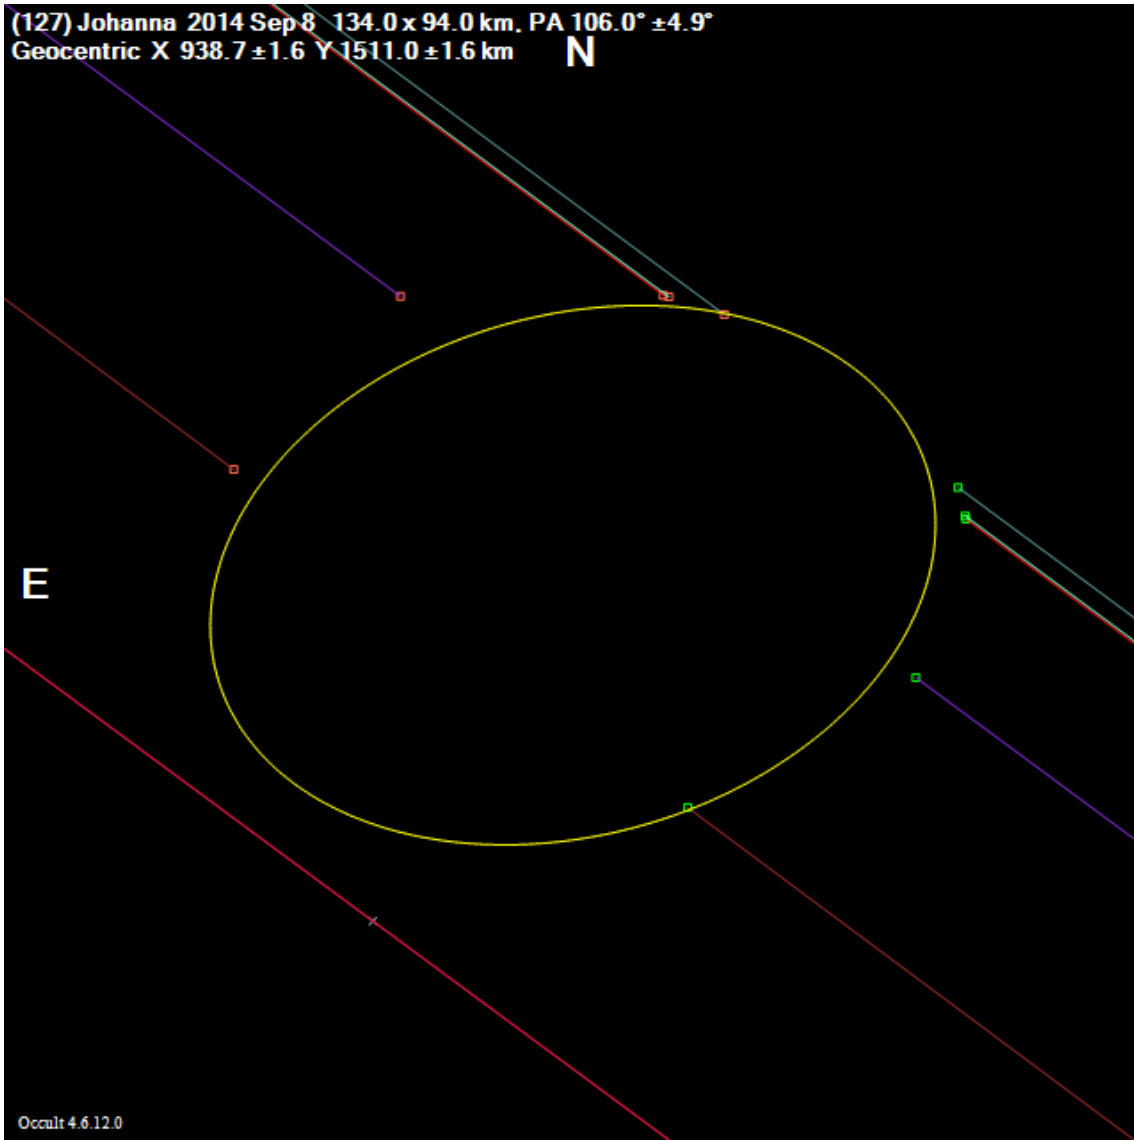 (127) Johanna 2014 Sep 8 134.0 x 94.0 km, PA 106.0° ±4.9°
Geocentric X 938.7 ±1.6 Y 1511.0 ±1.6 km
N
E
Occult 4.6.12.0